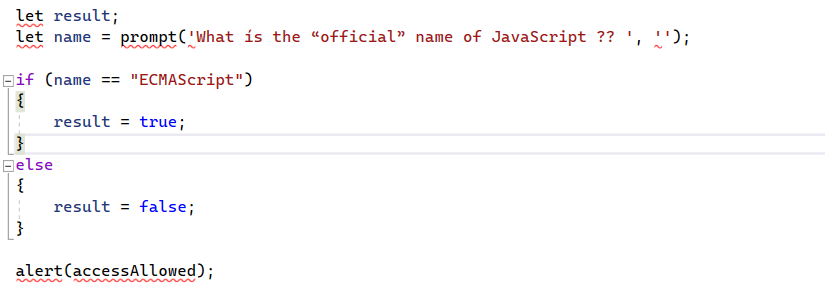 let result;
let name = prompt('What ís the “official” name of JavaScript ?? ', '');
if (name == "ECMAScript")
{
result = true;
}
else
{
result = false;
}
alert(accessAllowed);